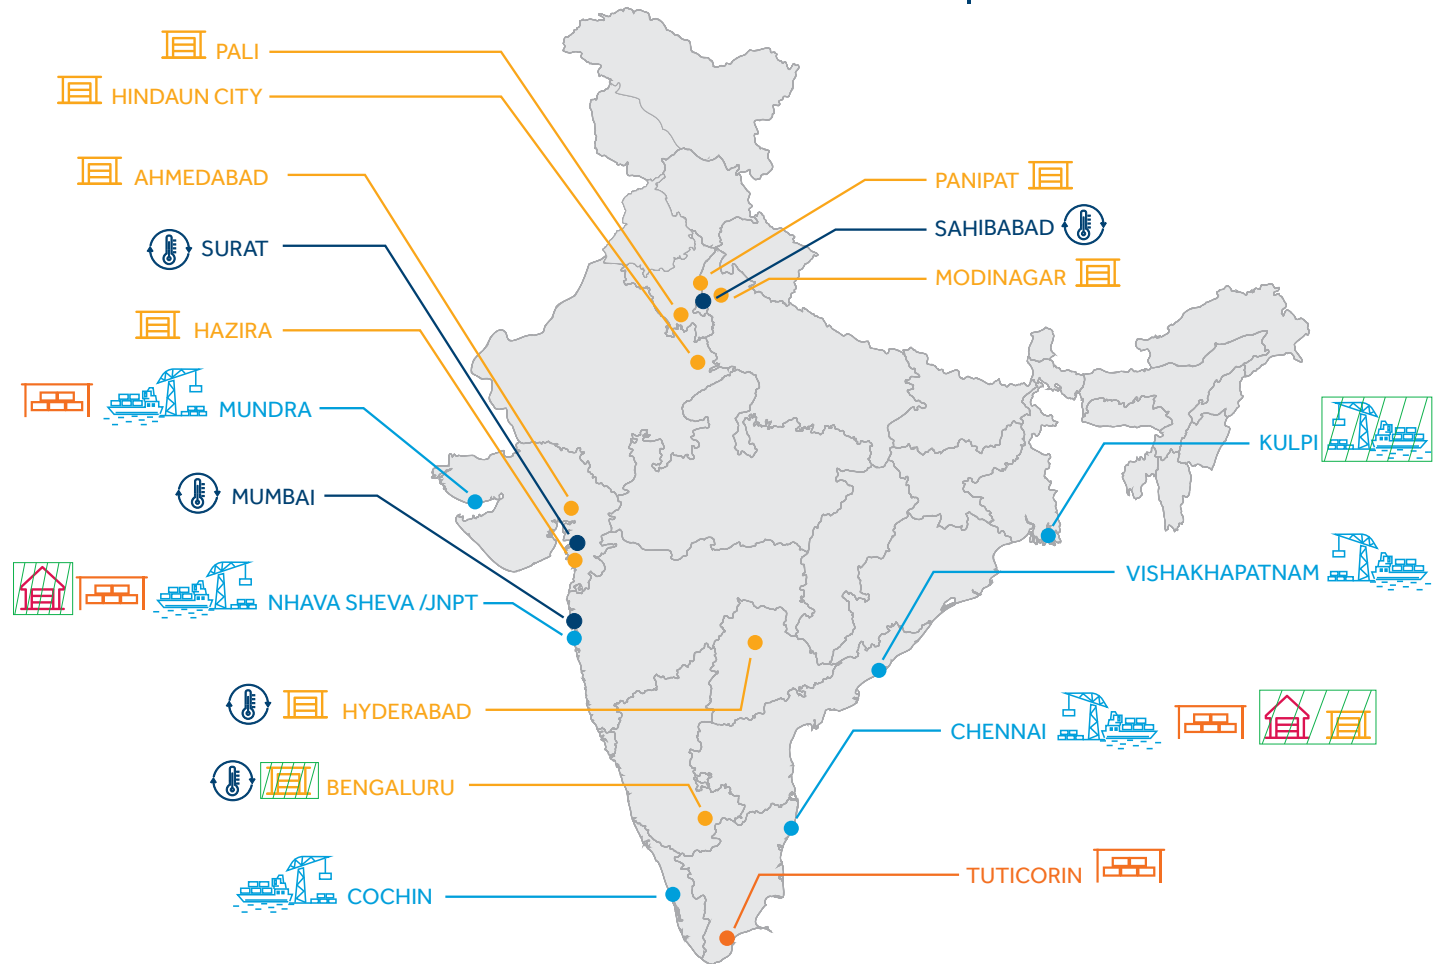 PALI
HINDAUN CITY
AHMEDABAD
PANIPAT
SAHIBABAD
SURAT
MODINAGAR
HAZIRA
MUNDRA
KULPI
MUMBAI
VISHAKHAPATNAM
NHAVA SHEVA /JNPT
HYDERABAD
CHENNAI
BENGALURU
TUTICORIN
COCHIN